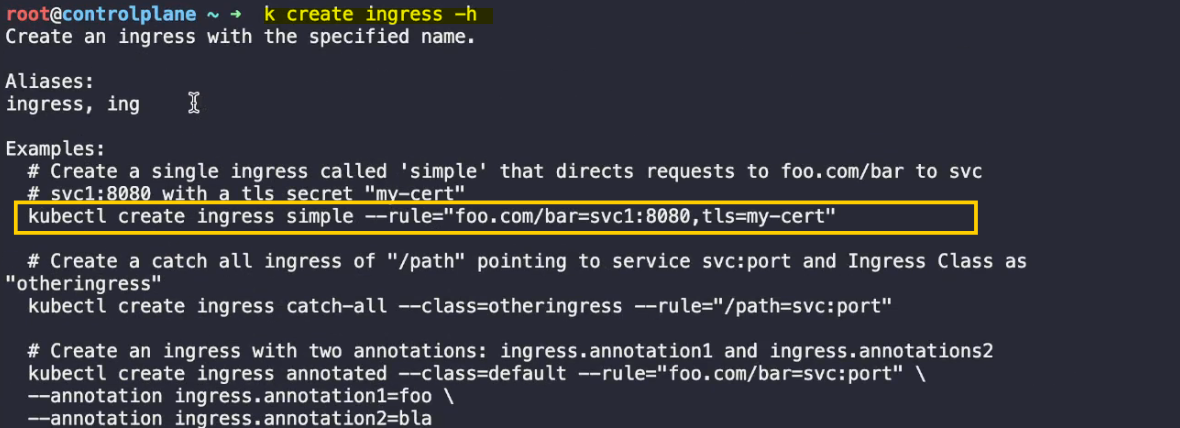 root@controlplane ~ ➜  k create ingress -h
Create an ingress with the specified name.
Aliases:
ingress, ing
Examples:
# Create a single ingress called 'simple' that directs requests to foo.com/bar to svc
# svc1:8080 with a tls secret "my-cert"
kubectl create ingress simple --rule="foo.com/bar=svc1:8080,tls=my-cert"
# Create a catch all ingress of "/path" pointing to service svc:port and Ingress Class as
"otheringress"
kubectl create ingress catch-all --class=otheringress --rule="/path=svc:port"
# Create an ingress with two annotations: ingress.annotation1 and ingress.annotations2
kubectl create ingress annotated --class=default --rule="foo.com/bar=svc:port" \
--annotation ingress.annotation1=foo \
--annotation ingress.annotation2=bla